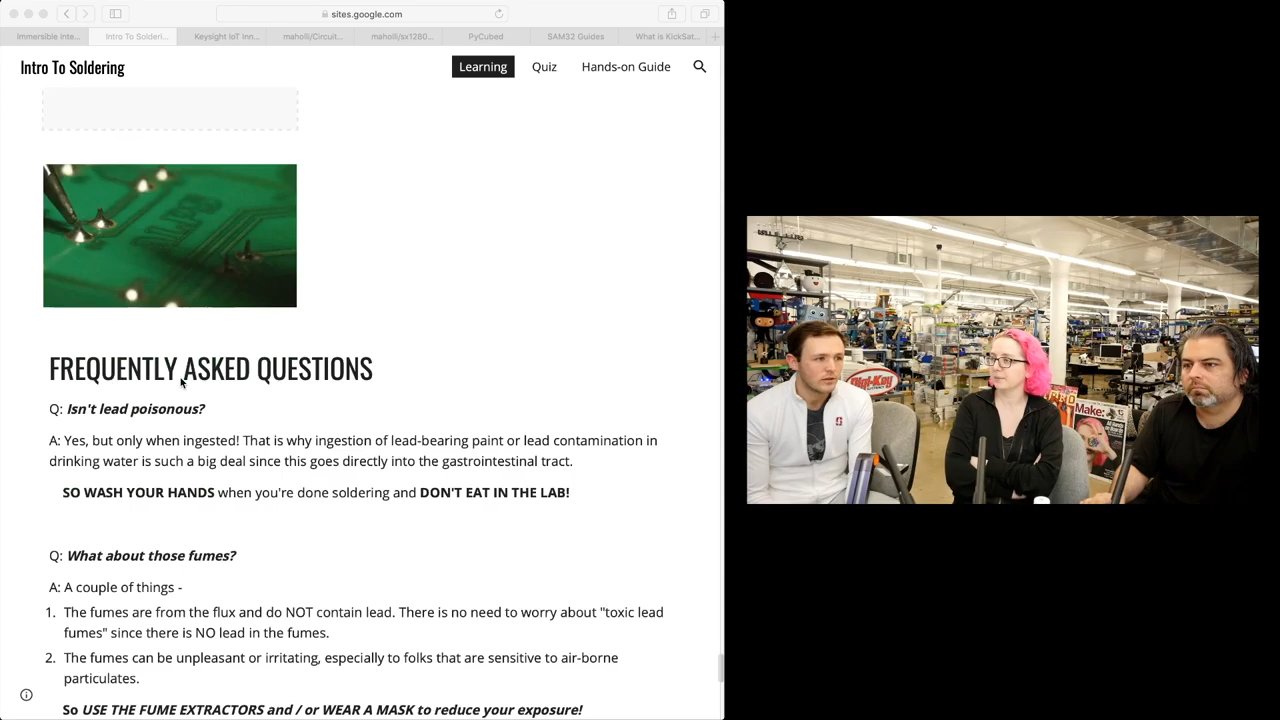 sites.google.com
Immersible Inte...
Intro To Solderi...
Keysight IoT Inn...
maholli/Circuit...
maholli/sx1280...
PyCubed
SAM32 Guides
What is KickSat...
Intro To Soldering
Learning
Quiz
Hands-on Guide
FREQUENTLY ASKED QUESTIONS
Q: Isn't lead poisonous?
A: Yes, but only when ingested! That is why ingestion of lead-bearing paint or lead contamination in
drinking water is such a big deal since this goes directly into the gastrointestinal tract.
SO WASH YOUR HANDS when you're done soldering and DON'T EAT IN THE LAB!
Q: What about those fumes?
A: A couple of things -
1. The fumes are from the flux and do NOT contain lead. There is no need to worry about "toxic lead
fumes" since there is NO lead in the fumes.
2. The fumes can be unpleasant or irritating, especially to folks that are sensitive to air-borne
particulates.
So USE THE FUME EXTRACTORS and / or WEAR A MASK to reduce your exposure!
Digi-Key
Make: